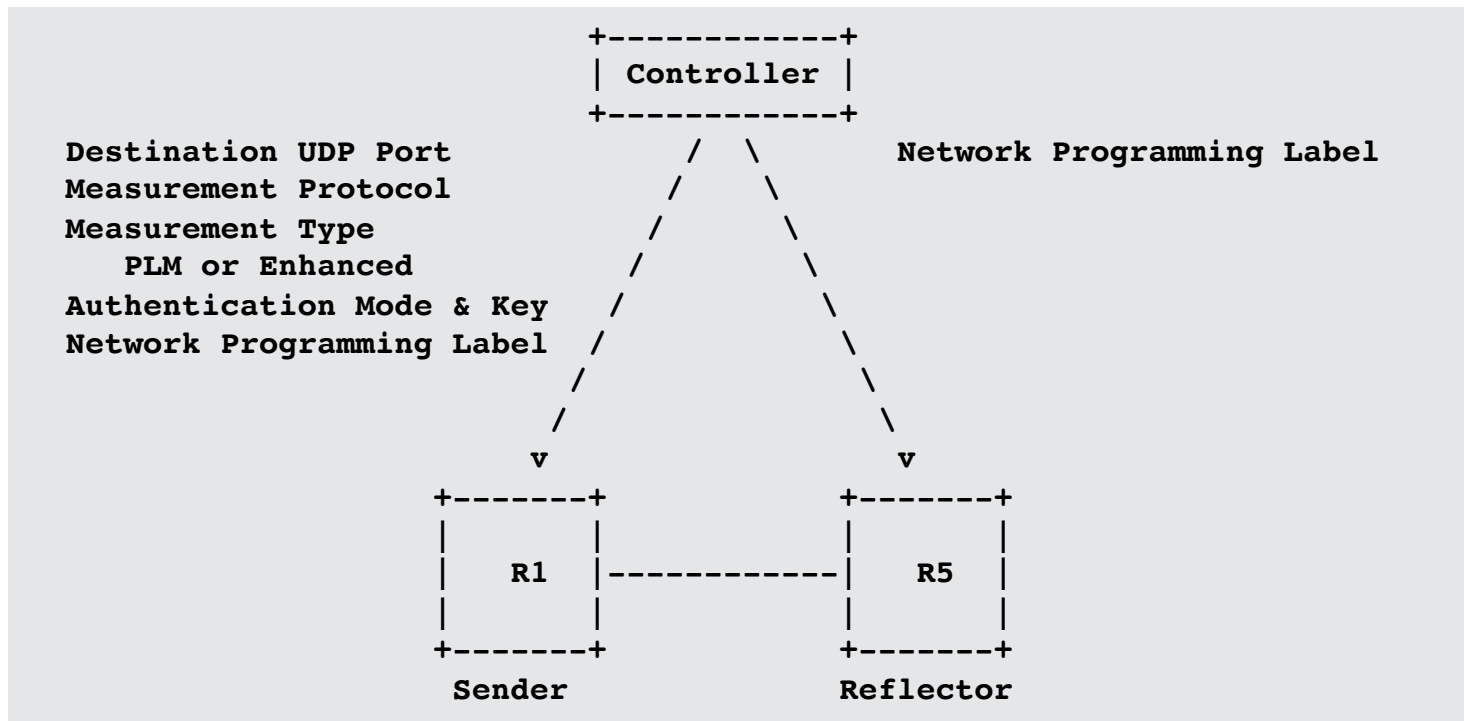 Controller
Destination UDP Port
Network Programming Label
Measurement Protocol
Measurement Type
PLM or Enhanced
Authentication Mode & Key
Network Programming Label
v v
R1 R5
Sender Reflector